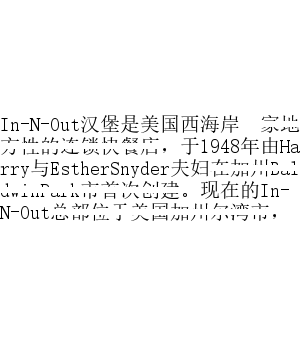 In-N-Out汉堡是美国西海岸 家地
方性的连锁快餐店，于1948年由Ha
rry与EstherSnyder夫妇在加州Bal
dwinPark市首次创建。现在的In-
N-Out总部位于美国加州尔湾市，